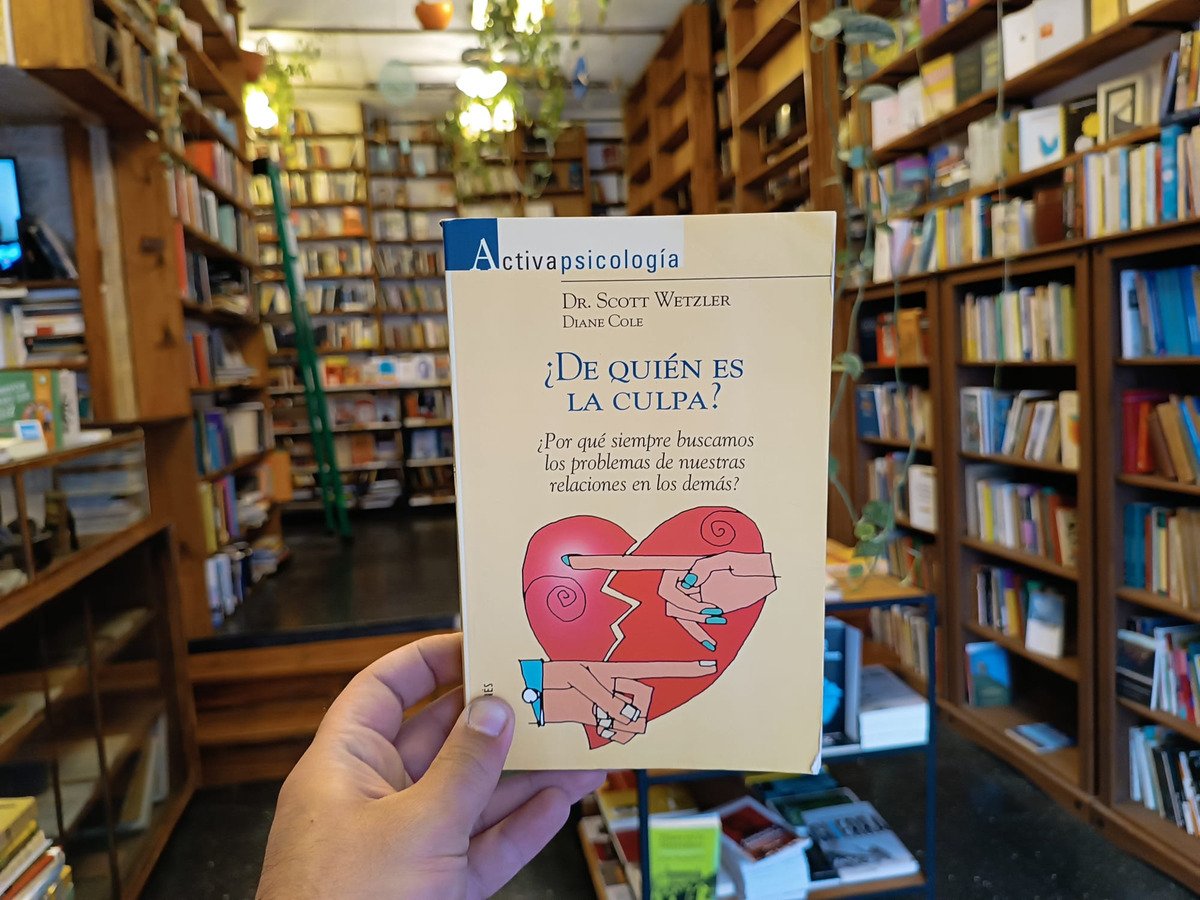 Activapsicología
DR. SCOTT WETZLER
DIANE COLE
¿DE QUIÉN ES
LA CULPA?
¿Por qué siempre buscamos
los problemas de nuestras
relaciones en los demás?